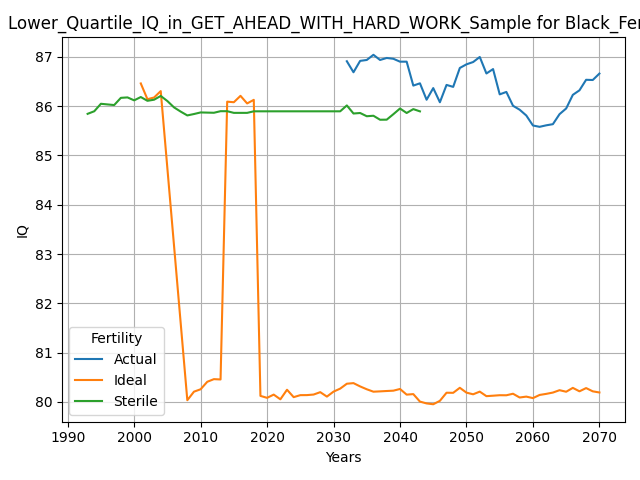 Lower_Quartile_IQ_in_GET_AHEAD_WITH_HARD_WORK_Sample for Black_Fe
87
86
85
84
83
82
81
80
IQ
Fertility
Actual
Ideal
Sterile
1990 2000 2010 2020 2030 2040 2050 2060 2070
Years